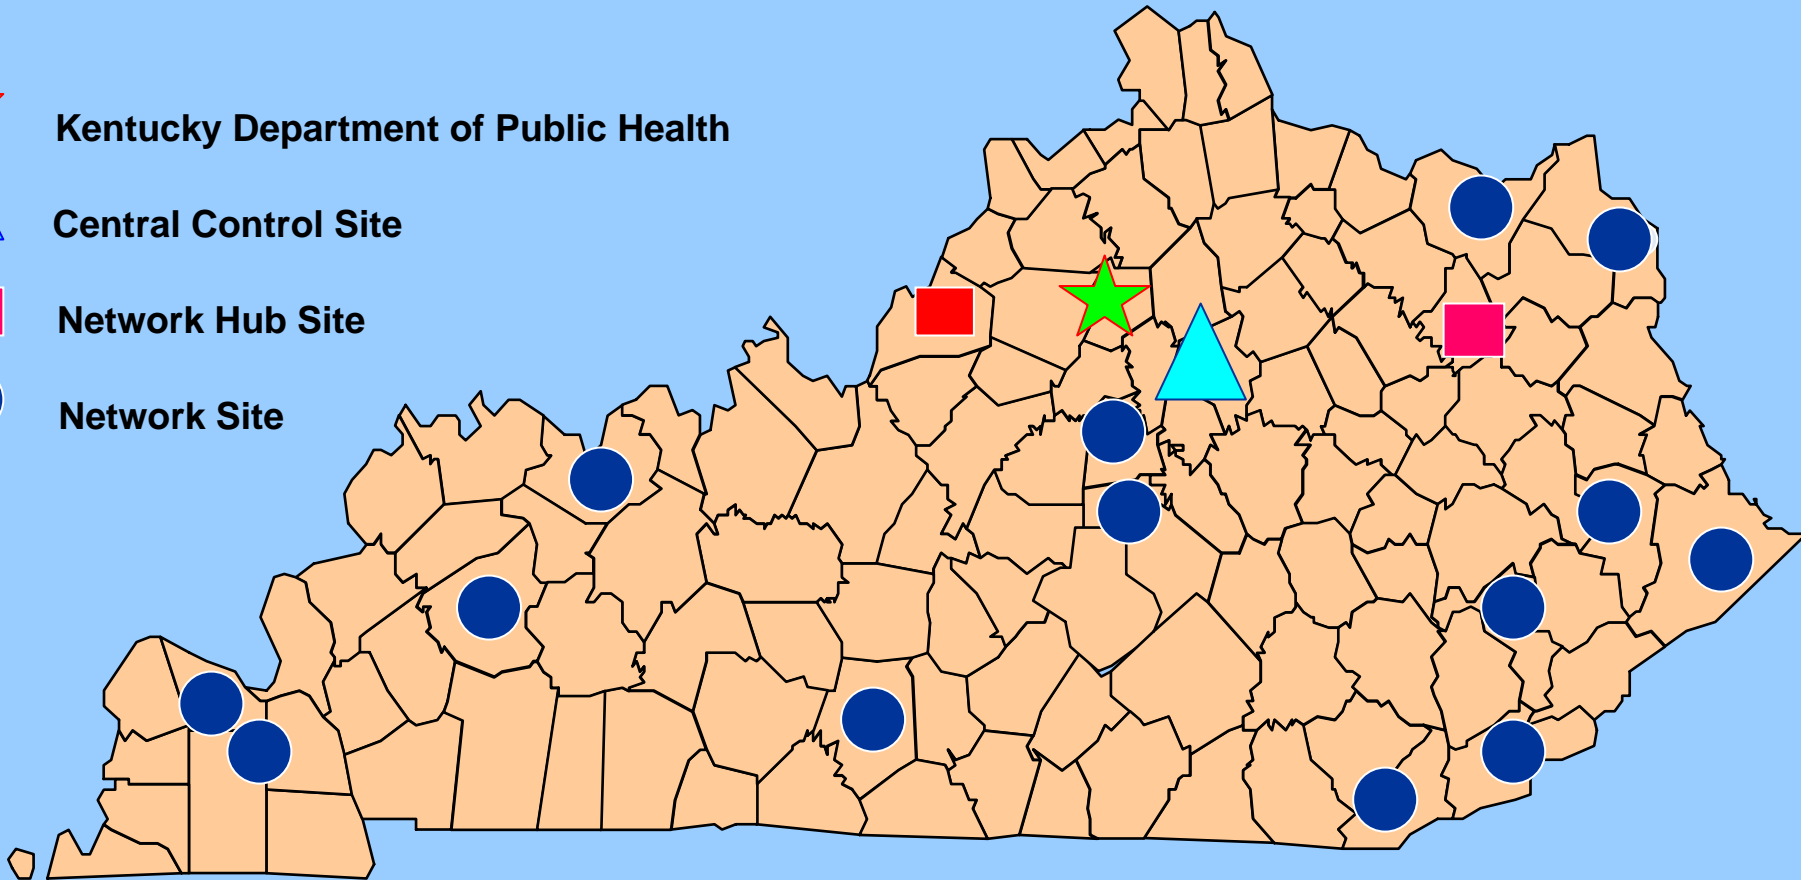 Kentucky Department of Public Health
Central Control Site
Network Hub Site
Network Site